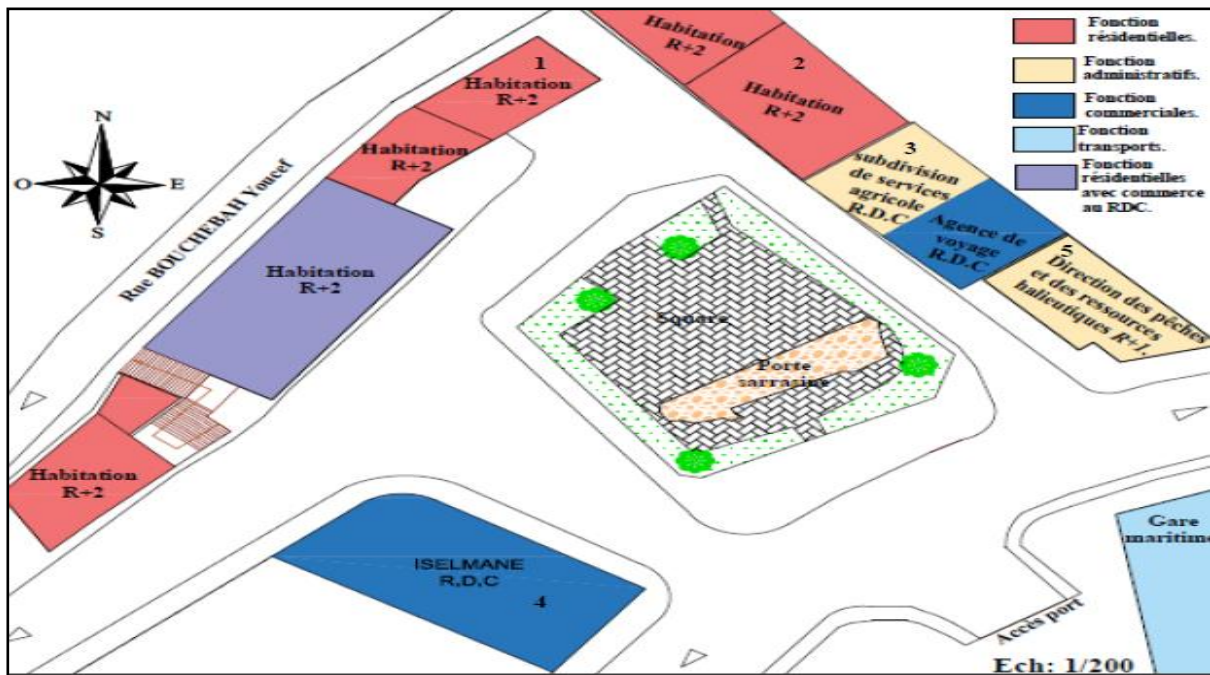 Habitation
R+2
2
Habitation
R+2
1
Habitation
R+2
Habitation
R+2
Habitation
R+2
Habitation
R+2
Rue BOUCHEBAH Youcef
N
O
E
S
3
subdivision
de services
agricole
R.D.C
Agence de
voyage
R.D.C
5
Direction des pêches
et des ressources
halieutiques R+1.
Square
Porte
sarrasine
ISELMANE
R,D,C
4
Gare
maritime
Accès port
Ech: 1/200
Fonction
résidentielles.
Fonction
administratifs.
Fonction
commerciales.
Fonction
transports.
Fonction
résidentielles
avec commerce
au RDC.